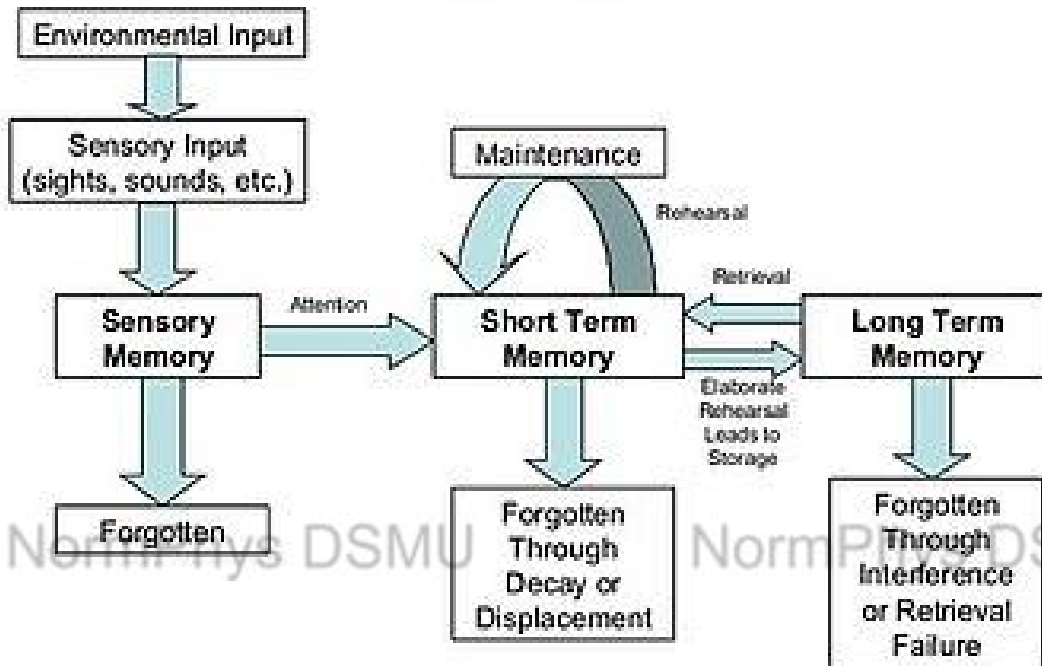 Environmental Input
Sensory Input
(sights, sounds, etc.)
Maintenance
Rehearsal
Sensory
Memory
Attention
Short Term
Memory
Retrieval
Elaborate
Rehearsal
Leads to
Storage
Long Term
Memory
Forgotten
Forgotten
Through
Decay or
Displacement
Forgotten
Through
Interference
or Retrieval
Failure
NormPhys DSMU
NormPhys DS